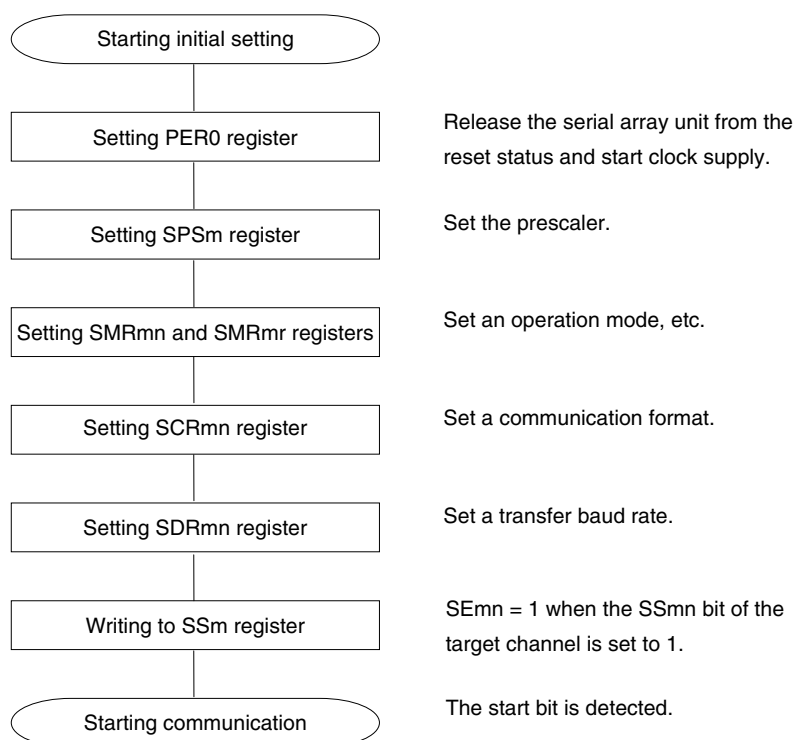 Starting initial setting
Setting PER0 register
Release the serial array unit from the
reset status and start clock supply.
Setting SPSm register
Set the prescaler.
Setting SMRmn and SMRmr registers
Set an operation mode, etc.
Setting SCRmn register
Set a communication format.
Setting SDRmn register
Set a transfer baud rate.
Writing to SSm register
SEmn = 1 when the SSmn bit of the
target channel is set to 1.
Starting communication
The start bit is detected.